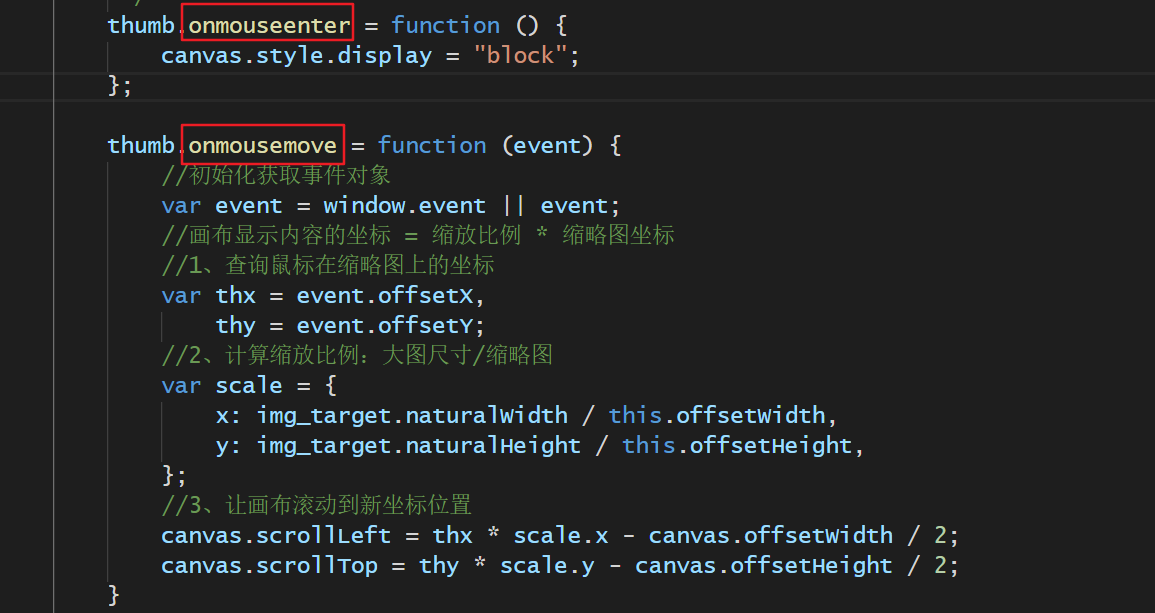 thumb.onmouseenter = function () {
canvas.style.display = "block";
};
thumb.onmousemove = function (event) {
//初始化获取事件对象
var event = window.event || event;
//画布显示内容的坐标 = 缩放比例 * 缩略图坐标
//1、查询鼠标在缩略图上的坐标
var thx = event.offsetX,
thy = event.offsetY;
//2、计算缩放比例：大图尺寸/缩略图
var scale = {
x: img_target.naturalWidth / this.offsetWidth,
y: img_target.naturalHeight / this.offsetHeight,
};
//3、让画布滚动到新坐标位置
canvas.scrollLeft = thx * scale.x - canvas.offsetWidth / 2;
canvas.scrollTop = thy * scale.y - canvas.offsetHeight / 2;
}